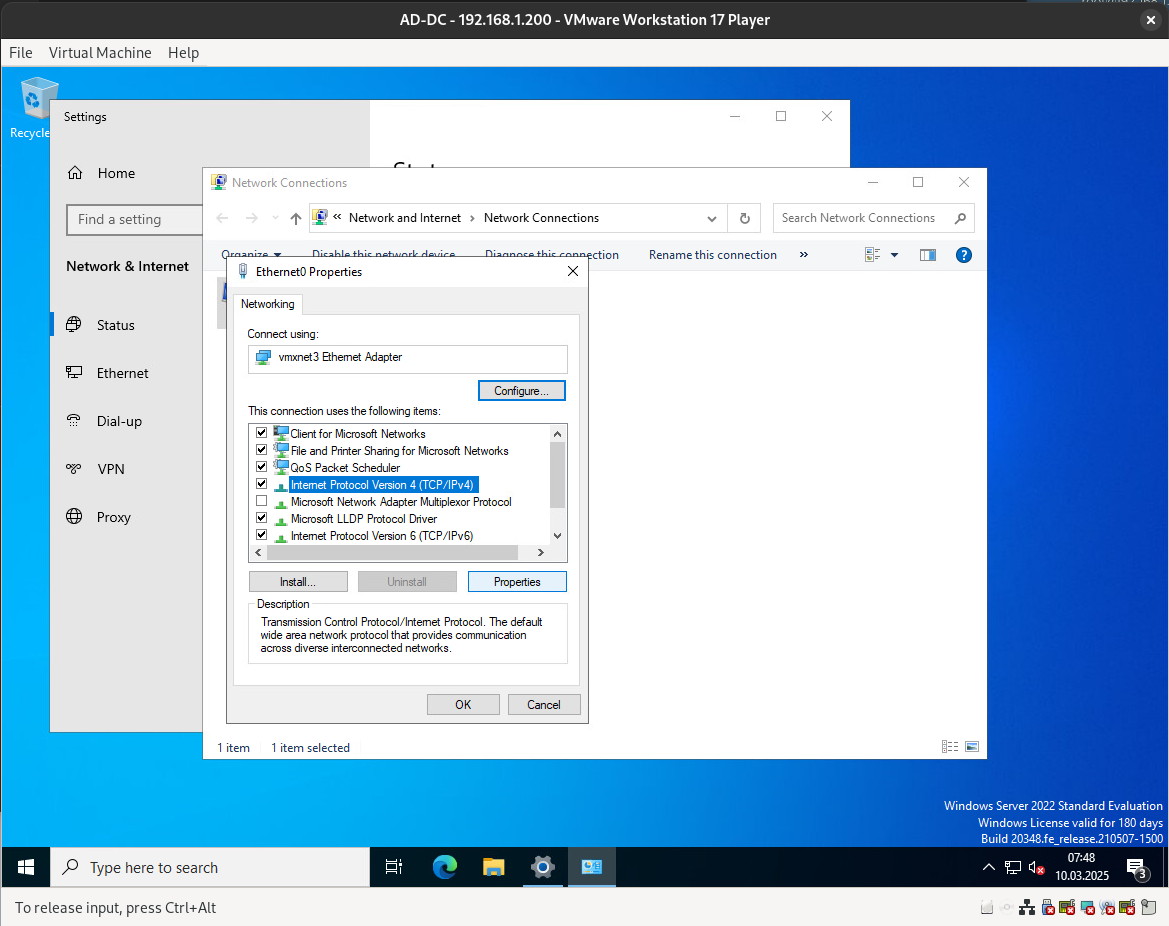 AD-DC - 192.168.1.200 - VMware Workstation 17 Player
File Virtual Machine Help
Recycle
Settings
Home
Find a setting
Network & Internet
Status
Ethernet
Dial-up
VPN
Proxy
Network Connections
« Network and Internet > Network Connections
Search Network Connections
Organize Disable this network device Diagnose this connection Rename this connection »
Ethernet0 Properties
Networking
Connect using:
vmxnet3 Ethernet Adapter
Configure...
This connection uses the following items:
Client for Microsoft Networks
File and Printer Sharing for Microsoft Networks
QoS Packet Scheduler
Internet Protocol Version 4 (TCP/IPv4)
Microsoft Network Adapter Multiplexor Protocol
Microsoft LLDP Protocol Driver
Internet Protocol Version 6 (TCP/IPv6)
Install... Uninstall Properties
Description
Transmission Control Protocol/Internet Protocol. The default
wide area network protocol that provides communication
across diverse interconnected networks.
OK Cancel
1 item 1 item selected
Windows Server 2022 Standard Evaluation
Windows License valid for 180 days
Build 20348.fe_release.210507-1500
Type here to search
07:48
10.03.2025
3
To release input, press Ctrl+Alt